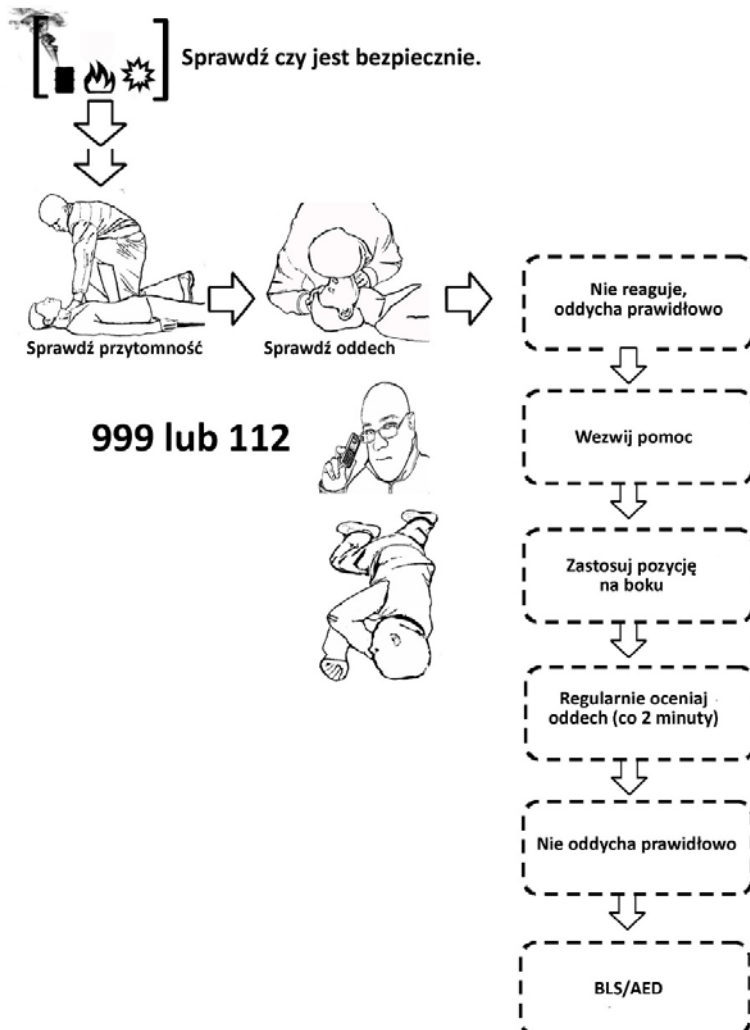 Sprawdź czy jest bezpiecznie.
Sprawdź przytomność
Sprawdź oddech
999 lub 112
Nie reaguje,
oddycha prawidłowo
Wezwij pomoc
Zastosuj pozycję
na boku
Regularnie oceniaj
oddech (co 2 minuty)
Nie oddycha prawidłowo
BLS/AED